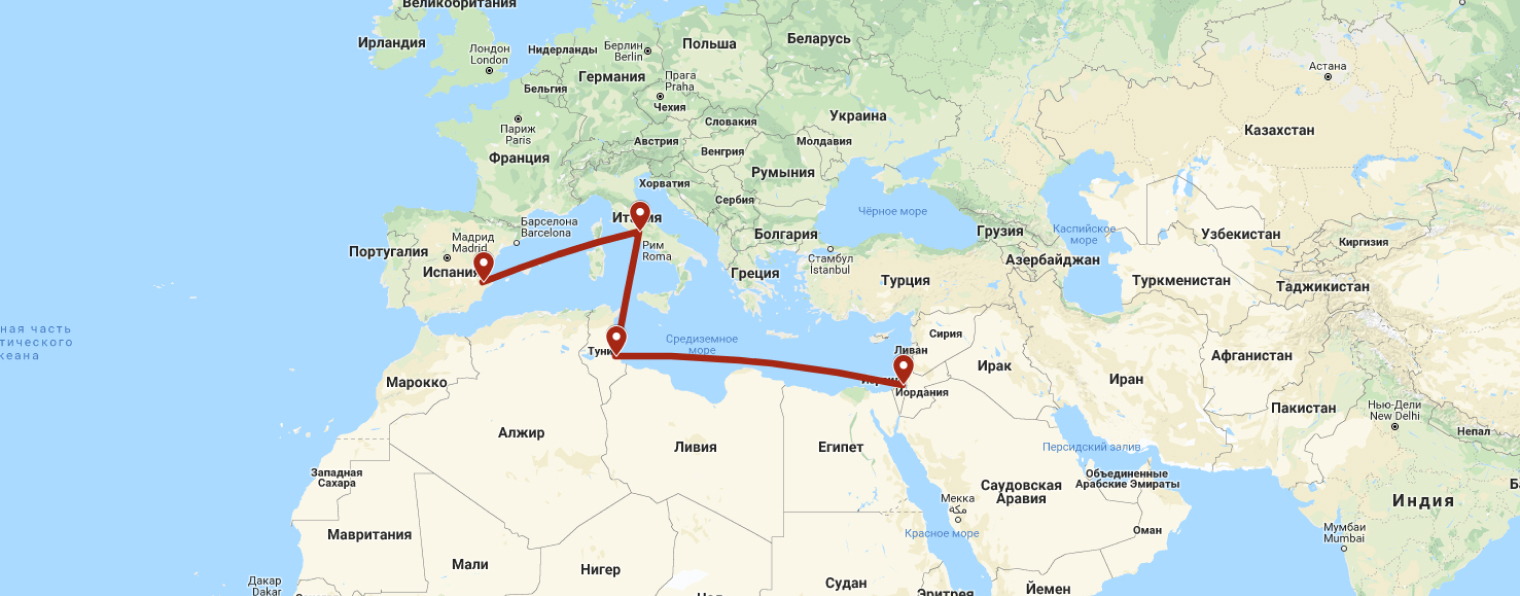 Великобритания
Ирландия
Лондон
London
Нидерланды
Берлин
Berlin
Польша
Беларусь
Германия
Бельгия
Прага
Praha
Чехия
Астана
Париж
Paris
Словакия
Украина
Казахстан
Франция
Австрия
Венгрия
Молдавия
Румыния
Хорватия
Сербия
Чёрное море
Барселона
Barcelona
Болгария
Грузия
Каспийское
море
Узбекистан
Киргизия
Португалия
Мадрид
Madrid
Испания
Рим
Roma
Стамбул
İstanbul
Азербайджан
Греция
Турция
Туркменистан
Таджикистан
ная часть
тического
кеана
Средиземное
море
Сирия
Ливан
Афганистан
Марокко
Иордания
Ирак
Иран
Пакистан
Нью-Дели
New Delhi
Непал
Алжир
Ливия
Египет
Персидский залив
Западная
Сахара
Объединенные
Арабские Эмираты
Саудовская
Аравия
Мекка
مكة
Индия
Мавритания
Красное море
Оман
Мумбаи
Mumbai
Мали
Нигер
Дакар
Dakar
Судан
Эритрея
Йемен